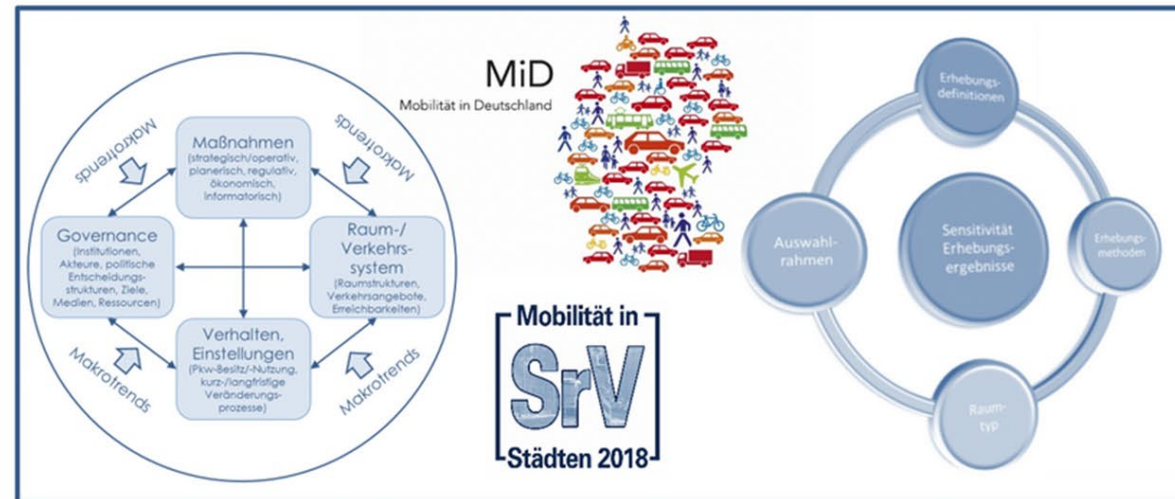 Makrotrends
Makrotrends
Maßnahmen
(strategisch/operativ,
planerisch, regulativ,
ökonomisch,
informatorisch)
Governance
(Institutionen,
Akteure, politische
Entscheidungs-
strukturen, Ziele,
Medien, Ressourcen)
Raum-/
Verkehrs-
system
(Raumstrukturen,
Verkehrsangebote,
Erreichbarkeiten)
Verhalten,
Einstellungen
(Pkw-Besitz/-Nutzung,
kurz-/langfristige
Veränderungs-
prozesse)
Makrotrends
Makrotrends
MiD
Mobilität in Deutschland
Mobilität in
SrV
Städten 2018
Erhebungs-
definitionen
Auswahl-
rahmen
Sensitivität
Erhebungs-
ergebnisse
Erhebungs-
methoden
Raum-
typ